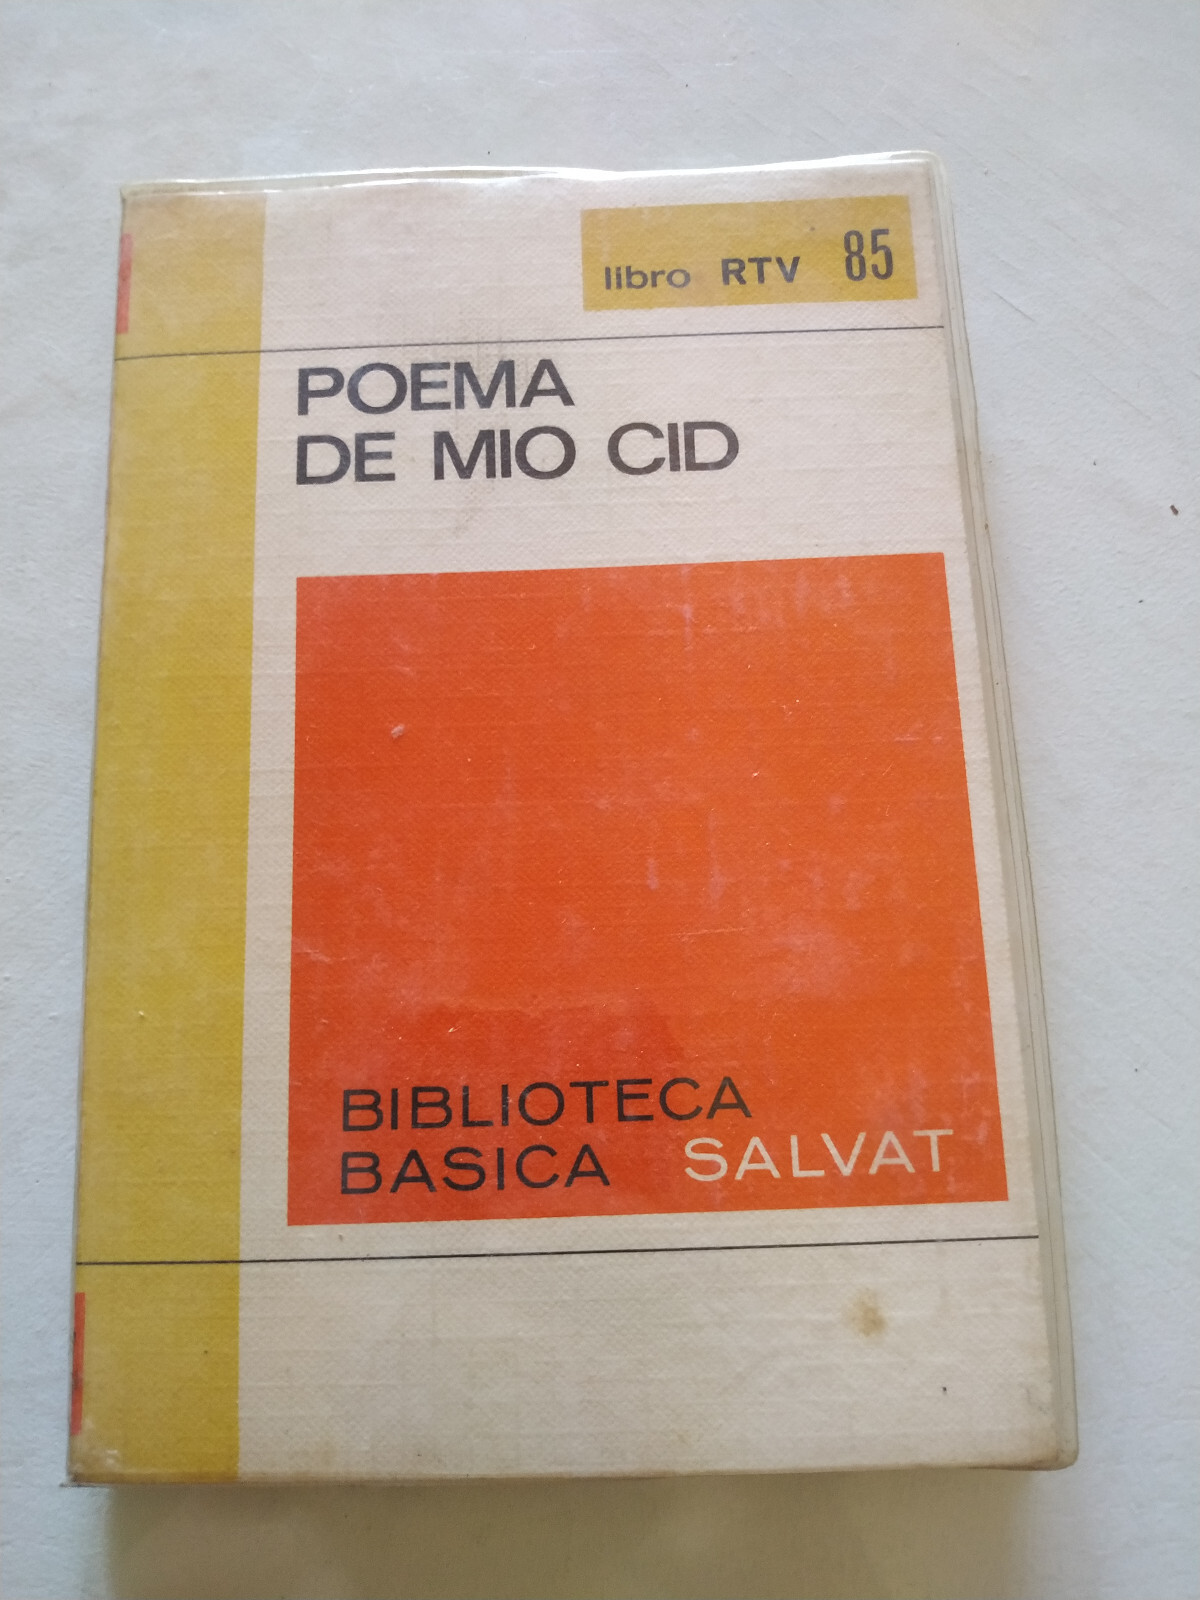 libro RTV 85
POEMA
DE MIO CID
BIBLIOTECA
BASICA SALVAT